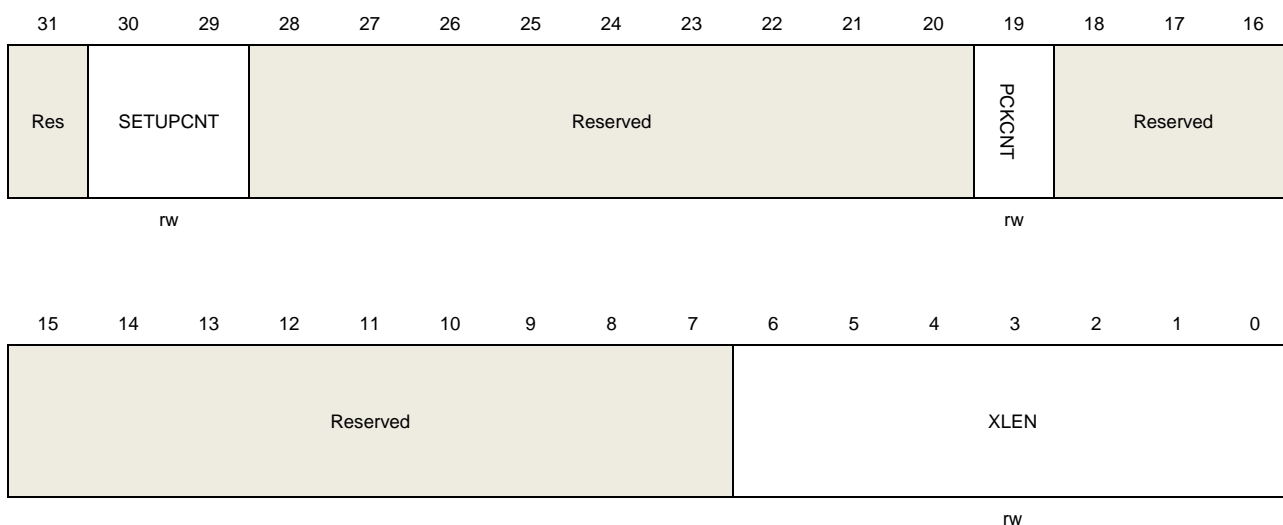 31 30 29 28 27 26 25 24 23 22 21 20 19 18 17 16
Res SETUPCNT Reserved PCKCNT Reserved
rw rw
15 14 13 12 11 10 9 8 7 6 5 4 3 2 1 0
Reserved XLEN
rw